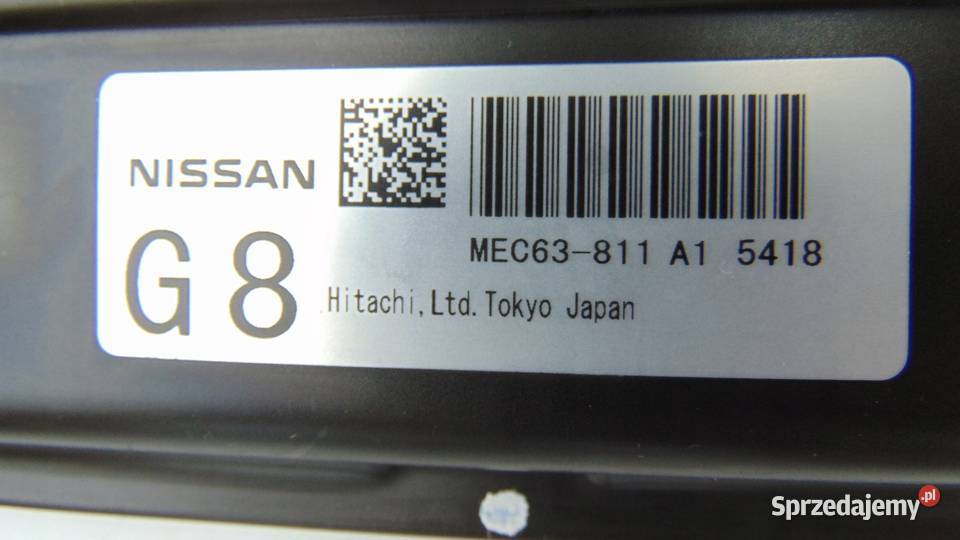 NISSAN
G8
MEC63-811 A1 5418
Hitachi,Ltd.Tokyo Japan
Sprzedajemy.pl